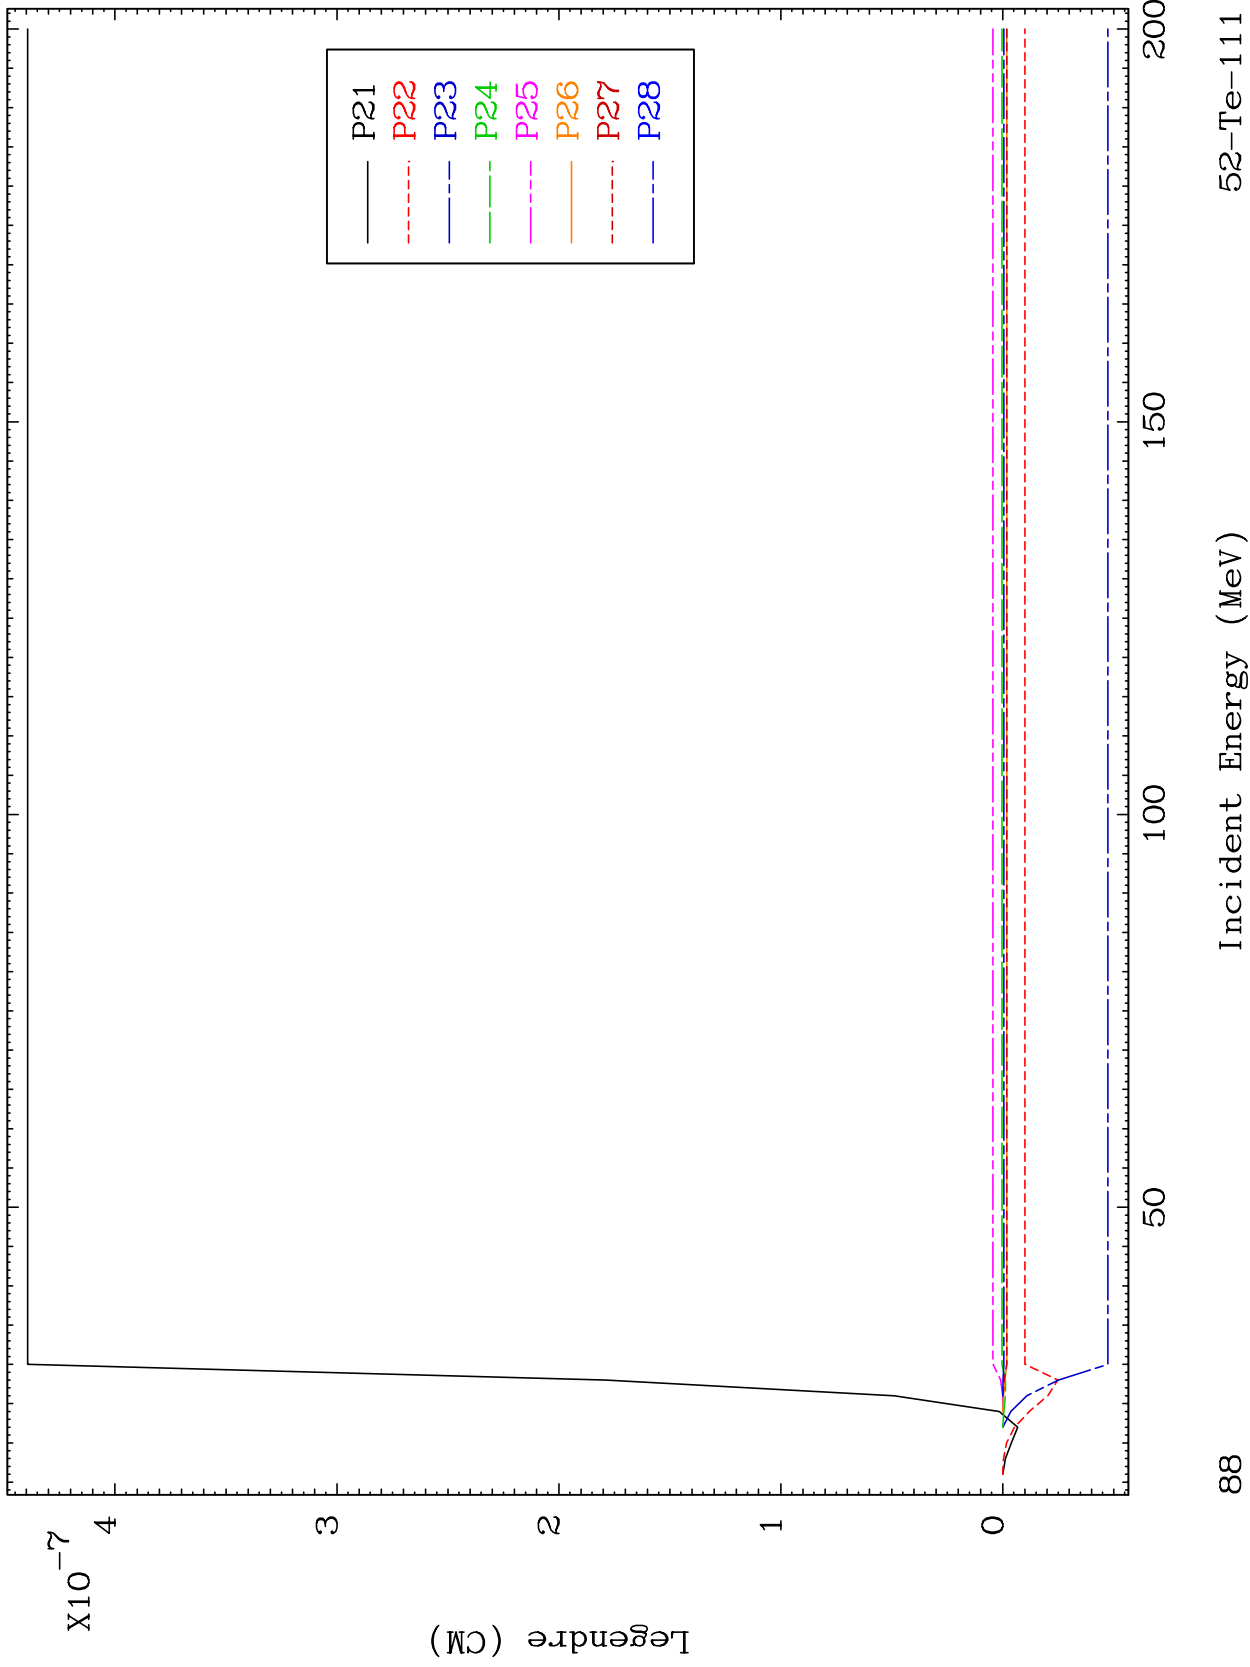 X10⁻⁷
Legendre (CM)
4
3
2
1
0
P21
P22
P23
P24
P25
P26
P27
P28
50
100
150
200
Incident Energy (MeV)
88
52-Te-111